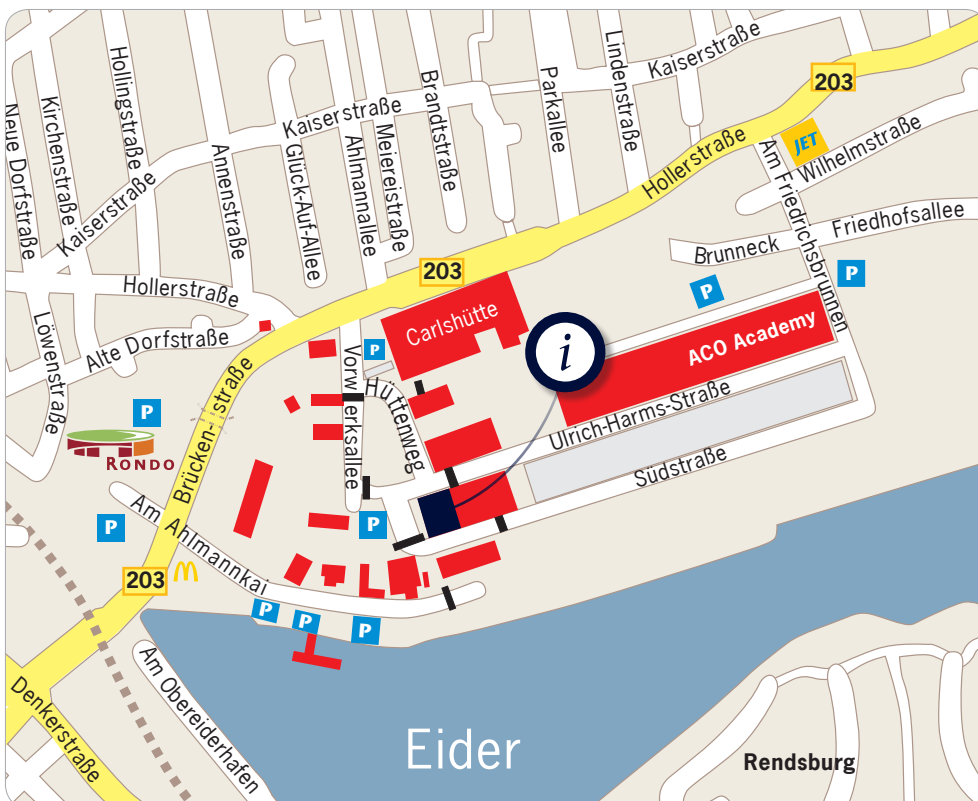 Neue Dorfstraße
Kirchenstraße
Hollingstraße
Kaiserstraße
Annenstraße
Glück-Auf-Allee
Kaiserstraße
Ahlmannallee
Meiereistraße
Brandtstraße
Parkallee
Lindenstraße
Kaiserstraße
203
JET
Wilhelmstraße
Hollerstraße
Am Friedrichsbrunnen
Friedhofsallee
Brunneck
P
P
203
Hollerstraße
Alte Dorfstraße
Löwenstraße
Carlshütte
i
ACO Academy
P
Vorwerksallee
Hüttenweg
Ulrich-Harms-Straße
Südstraße
Brücken-straße
P
RONDO
P
Am Ahlmannkai
P
203
m
P
P
P
Am Obereiderhafen
Denkerstraße
Eider
Rendsburg